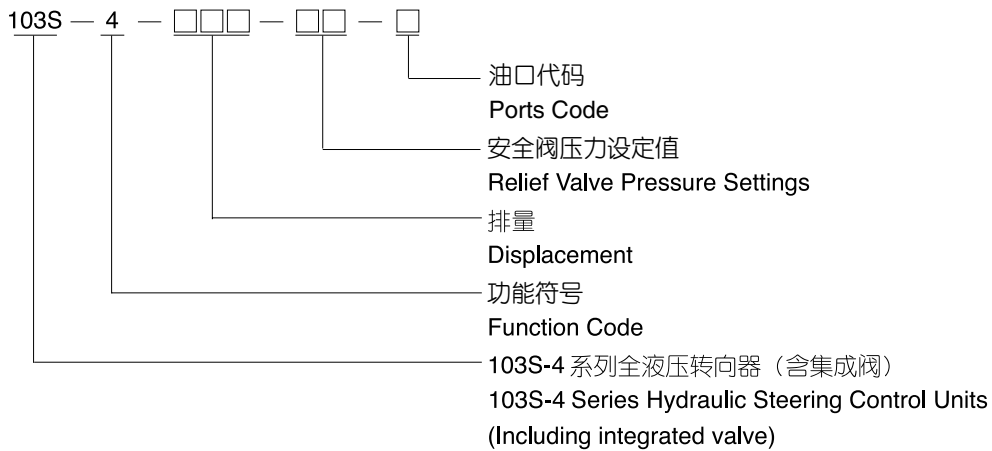 103S — 4 — □□□ — □□ — □
油口代码
Ports Code
安全阀压力设定值
Relief Valve Pressure Settings
排量
Displacement
功能符号
Function Code
103S-4 系列全液压转向器（含集成阀）
103S-4 Series Hydraulic Steering Control Units
(Including integrated valve)